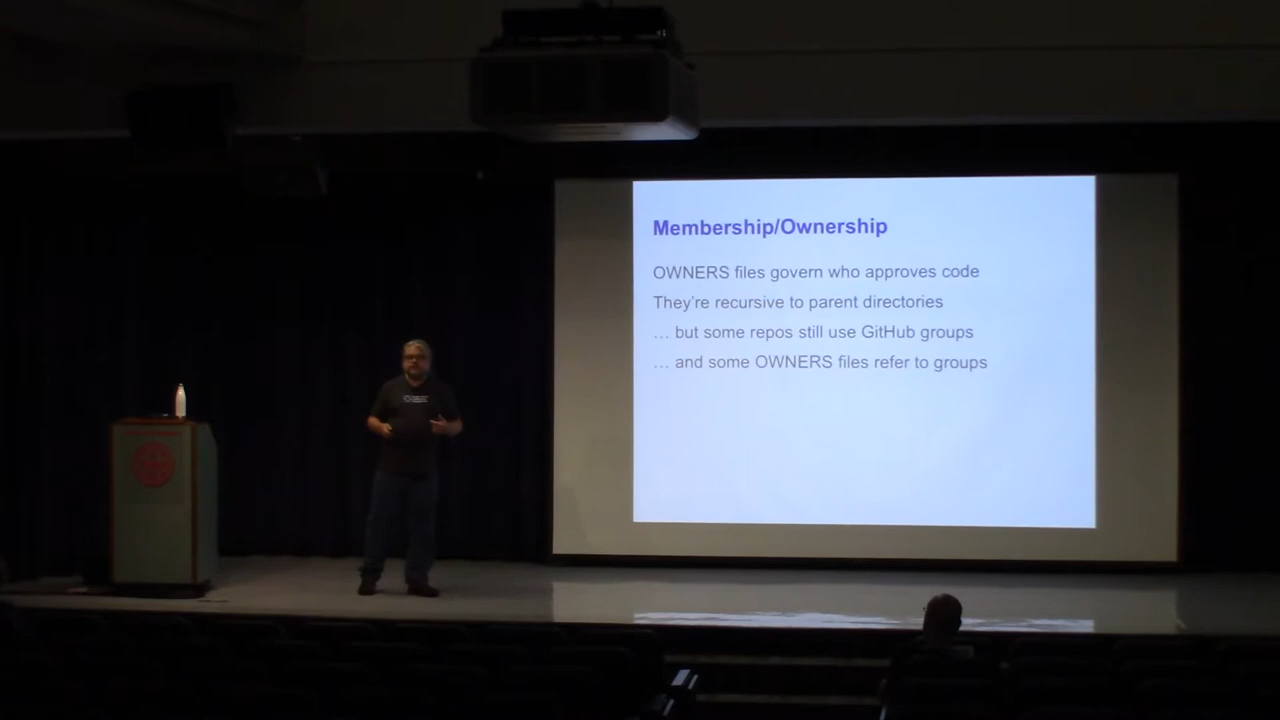 Membership/Ownership
OWNERS files govern who approves code
They're recursive to parent directories
… but some repos still use GitHub groups
… and some OWNERS files refer to groups